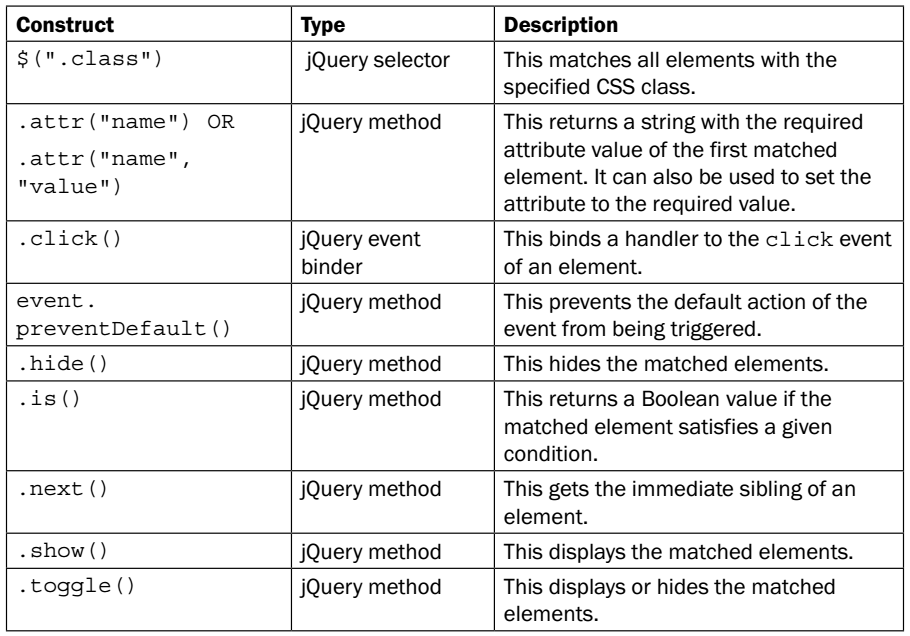 Construct Type Description
$(".class") jQuery selector This matches all elements with the
specified CSS class.
.attr("name") OR jQuery method This returns a string with the required
.attr("name", attribute value of the first matched
"value") element. It can also be used to set the
attribute to the required value.
.click() jQuery event This binds a handler to the click event
binder of an element.
event. jQuery method This prevents the default action of the
preventDefault() event from being triggered.
.hide() jQuery method This hides the matched elements.
.is() jQuery method This returns a Boolean value if the
matched element satisfies a given
condition.
.next() jQuery method This gets the immediate sibling of an
element.
.show() jQuery method This displays the matched elements.
.toggle() jQuery method This displays or hides the matched
elements.